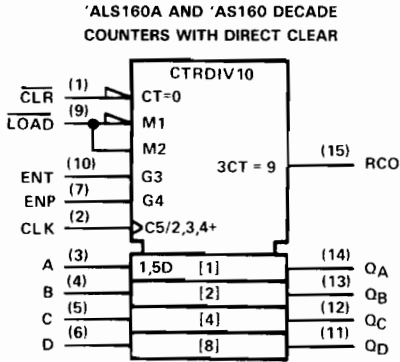 'ALS160A AND 'AS160 DECADE
COUNTERS WITH DIRECT CLEAR
CTRDIV10
CLR (1) CT=0
LOAD (9) M1
M2
3CT = 9 (15) RCO
ENT (10) G3
ENP (7) G4
CLK (2) C5/2,3,4+
A (3) 1,5D [1] (14) QA
B (4) [2] (13) QB
C (5) [4] (12) QC
D (6) [8] (11) QD